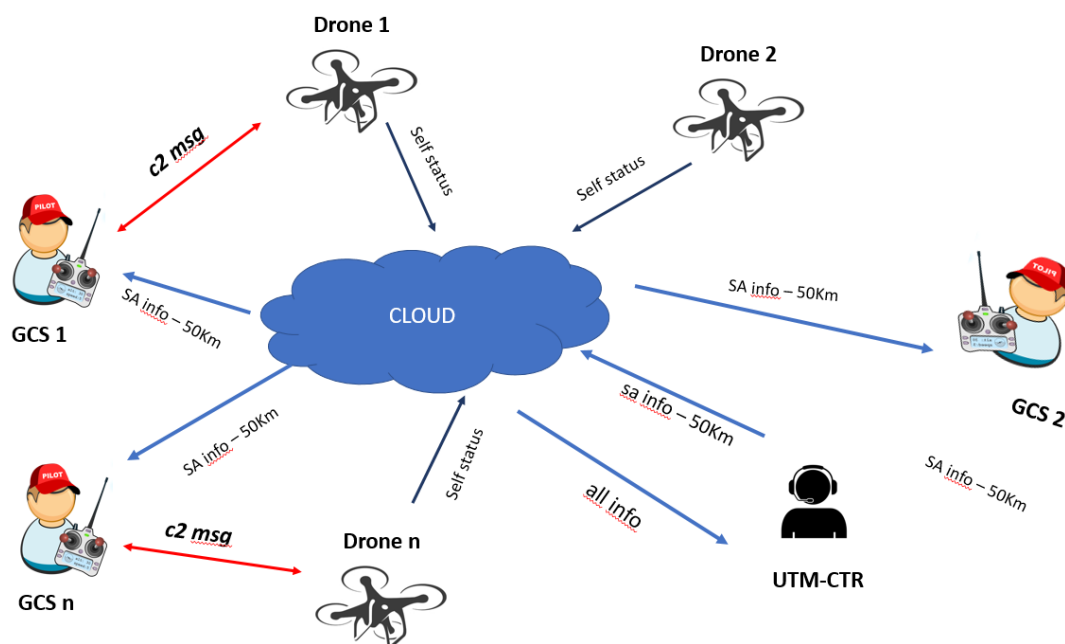 Drone 1
Drone 2
c2 msg
Self status
Self status
PILOT
PILOT
SA info – 50Km
CLOUD
SA info – 50Km
GCS 1
GCS 2
sa info – 50Km
SA info – 50Km
Self status
SA info – 50Km
all info
PILOT
c2 msg
Drone n
UTM-CTR
GCS n